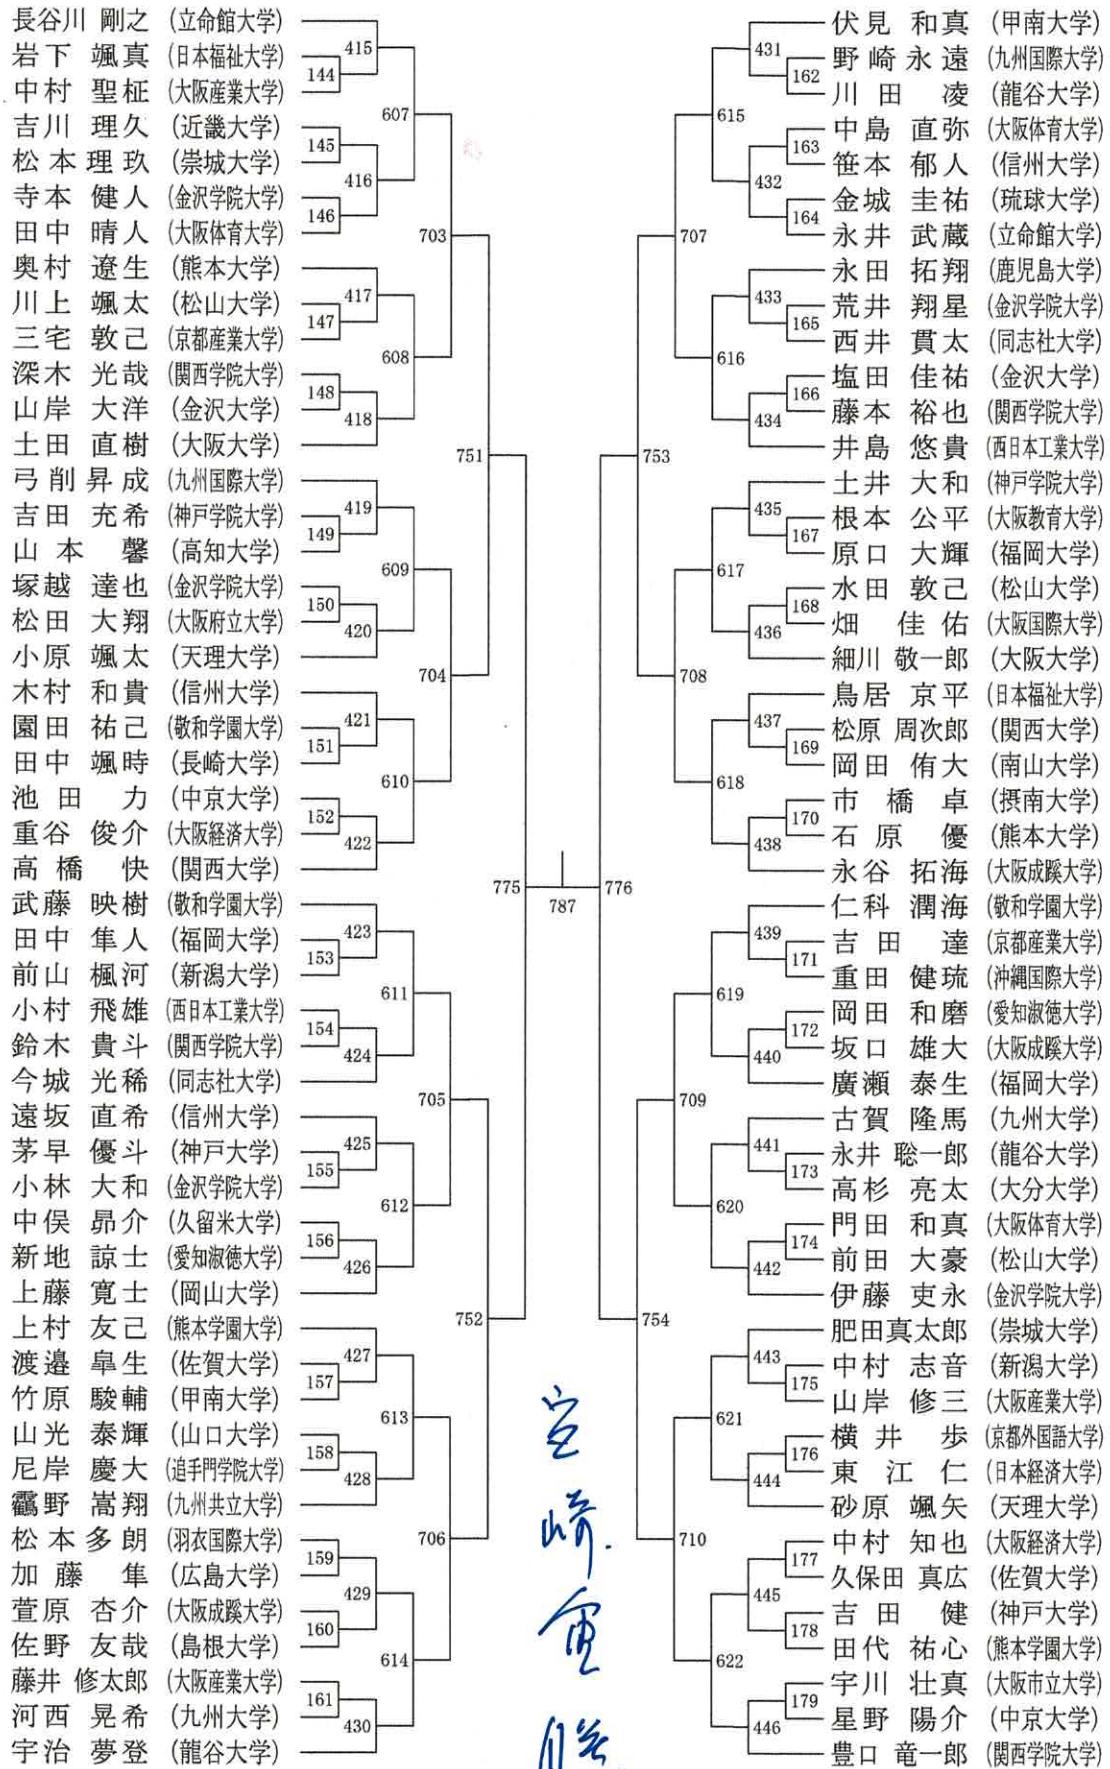 長谷川 剛之 (立命館大学)
岩下 颯真 (日本福祉大学)
中村 聖柾 (大阪産業大学)
吉川 理久 (近畿大学)
松本理玖 (崇城大学)
寺本 健人 (金沢学院大学)
田中 晴人 (大阪体育大学)
奥村 遼生 (熊本大学)
川上 颯太 (松山大学)
三宅 敦己 (京都産業大学)
深木 光哉 (関西学院大学)
山岸 大洋 (金沢大学)
土田 直樹 (大阪大学)
弓削昇成 (九州国際大学)
吉田 充希 (神戸学院大学)
山本 馨 (高知大学)
塚越 達也 (金沢学院大学)
松田 大翔 (大阪府立大学)
小原 颯太 (天理大学)
木村 和貴 (信州大学)
園田 祐己 (敬和学園大学)
田中 颯時 (長崎大学)
池田 力 (中京大学)
重谷 俊介 (大阪経済大学)
高橋 快 (関西大学)
武藤 映樹 (敬和学園大学)
田中 隼人 (福岡大学)
前山 楓河 (新潟大学)
小村 飛雄 (西日本工業大学)
鈴木 貴斗 (関西学院大学)
今城 光稀 (同志社大学)
遠坂 直希 (信州大学)
茅早 優斗 (神戸大学)
小林 大和 (金沢学院大学)
中俣 昴介 (久留米大学)
新地 諒士 (愛知淑徳大学)
上藤 寛士 (岡山大学)
上村 友己 (熊本学園大学)
渡邉 皐生 (佐賀大学)
竹原 駿輔 (甲南大学)
山光 泰輝 (山口大学)
尼岸 慶大 (追手門学院大学)
靏野 嵩翔 (九州共立大学)
松本多朗 (羽衣国際大学)
加藤 隼 (広島大学)
萱原 杏介 (大阪成蹊大学)
佐野 友哉 (島根大学)
藤井 修太郎 (大阪産業大学)
河西 晃希 (九州大学)
宇治 夢登 (龍谷大学)
144
145
146
147
148
149
150
151
152
153
154
155
156
157
158
159
160
161
415
416
417
418
419
420
421
422
423
424
425
426
427
428
429
430
607
608
609
610
611
612
613
614
703
704
705
706
751
752
775
787
776
753
754
707
708
709
710
615
616
617
618
619
620
621
622
431
432
433
434
435
436
437
438
439
440
441
442
443
444
445
446
162
163
164
165
166
167
168
169
170
171
172
173
174
175
176
177
178
179
伏見 和真 (甲南大学)
野崎永遠 (九州国際大学)
川田 凌 (龍谷大学)
中島 直弥 (大阪体育大学)
笹本 郁人 (信州大学)
金城 圭祐 (琉球大学)
永井 武蔵 (立命館大学)
永田 拓翔 (鹿児島大学)
荒井 翔星 (金沢学院大学)
西井 貫太 (同志社大学)
塩田 佳祐 (金沢大学)
藤本 裕也 (関西学院大学)
井島 悠貴 (西日本工業大学)
土井 大和 (神戸学院大学)
根本 公平 (大阪教育大学)
原口 大輝 (福岡大学)
水田 敦己 (松山大学)
畑 佳佑 (大阪国際大学)
細川 敬一郎 (大阪大学)
鳥居 京平 (日本福祉大学)
松原 周次郎 (関西大学)
岡田 侑大 (南山大学)
市橋 卓 (摂南大学)
石原 優 (熊本大学)
永谷 拓海 (大阪成蹊大学)
仁科 潤海 (敬和学園大学)
吉田 達 (京都産業大学)
重田 健琉 (沖縄国際大学)
岡田 和磨 (愛知淑徳大学)
坂口 雄大 (大阪成蹊大学)
廣瀬 泰生 (福岡大学)
古賀 隆馬 (九州大学)
永井 聡一郎 (龍谷大学)
高杉 亮太 (大分大学)
門田 和真 (大阪体育大学)
前田 大豪 (松山大学)
伊藤 吏永 (金沢学院大学)
肥田真太郎 (崇城大学)
中村 志音 (新潟大学)
山岸 修三 (大阪産業大学)
横井 歩 (京都外国語大学)
東江 仁 (日本経済大学)
砂原 颯矢 (天理大学)
中村 知也 (大阪経済大学)
久保田 真広 (佐賀大学)
吉田 健 (神戸大学)
田代 祐心 (熊本学園大学)
宇川 壮真 (大阪市立大学)
星野 陽介 (中京大学)
豊口 竜一郎 (関西学院大学)